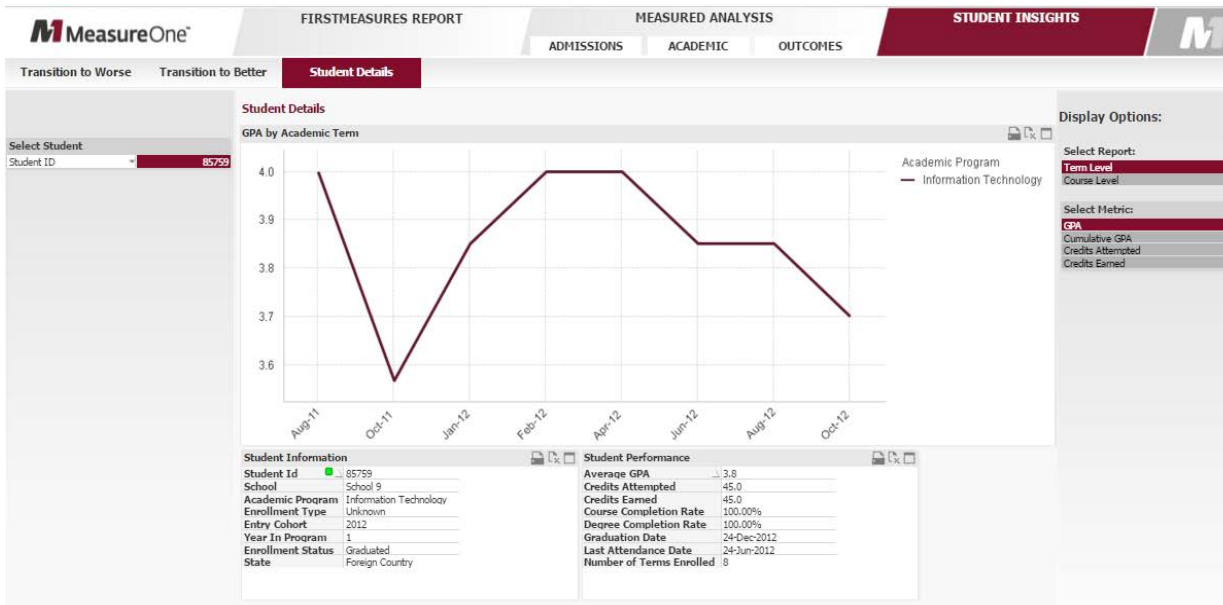 MeasureOne™
FIRSTMEASURES REPORT
MEASURED ANALYSIS
STUDENT INSIGHTS
ADMISSIONS ACADEMIC OUTCOMES
Transition to Worse Transition to Better Student Details
Select Student
Student ID 85759
Student Details
GPA by Academic Term
4.0
3.9
3.8
3.7
3.6
Aug-11 Oct-11 Jan-12 Feb-12 Apr-12 Jun-12 Aug-12 Oct-12
Academic Program
Information Technology
Display Options:
Select Report:
Term Level
Course Level
Select Metric:
GPA
Cumulative GPA
Credits Attempted
Credits Earned
Student Information
Student Id 85759
School School 9
Academic Program Information Technology
Enrollment Type Unknown
Entry Cohort 2012
Year In Program 1
Enrollment Status Graduated
State Foreign Country
Student Performance
Average GPA 3.8
Credits Attempted 45.0
Credits Earned 45.0
Course Completion Rate 100.00%
Degree Completion Rate 100.00%
Graduation Date 24-Dec-2012
Last Attendance Date 24-Jun-2012
Number of Terms Enrolled 8